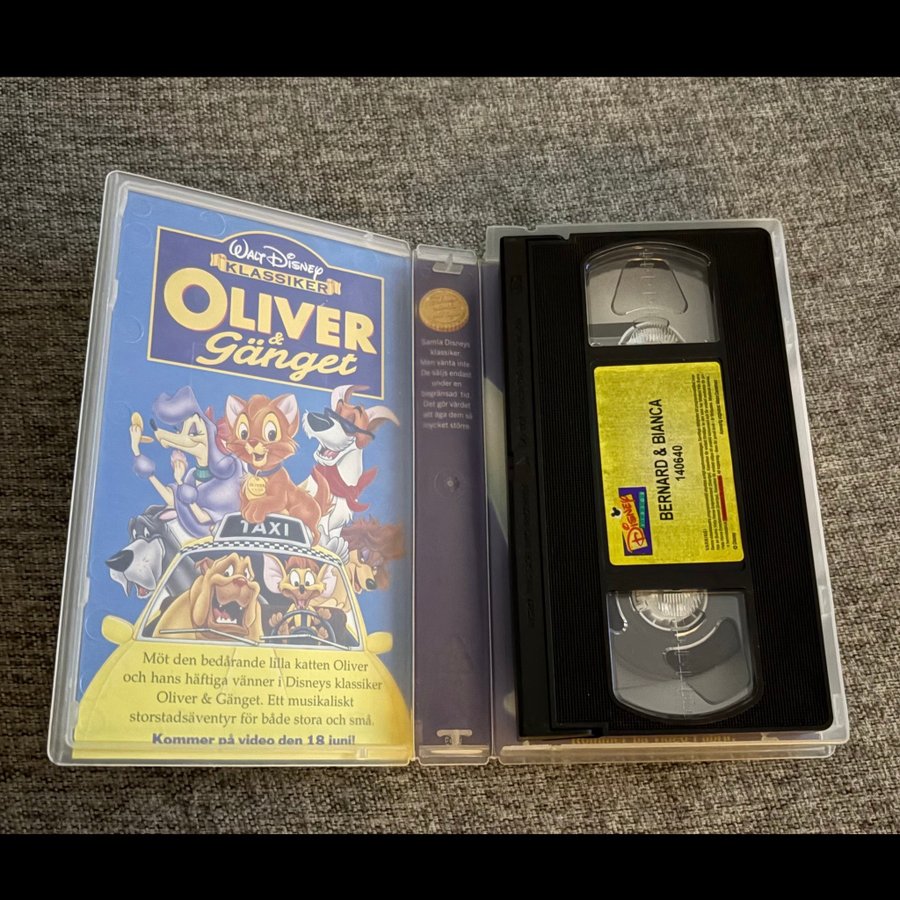 WALT DISNEY
KLASSIKER
OLIVER
&
Gänget
TAXI
Möt den bedårande lilla katten Oliver
och hans häftiga vänner i Disneys klassiker
Oliver & Gänget. Ett musikaliskt
storstadsäventyr för både stora och små.
Kommer på video den 18 juni!
Samla Disneys
klassiker.
Men vänta inte.
De säljs endast
under en
begränsad tid.
Det gör värdet
att äga dem så
mycket större.
DISNEY
BERNARD & BIANCA
140640
© Disney